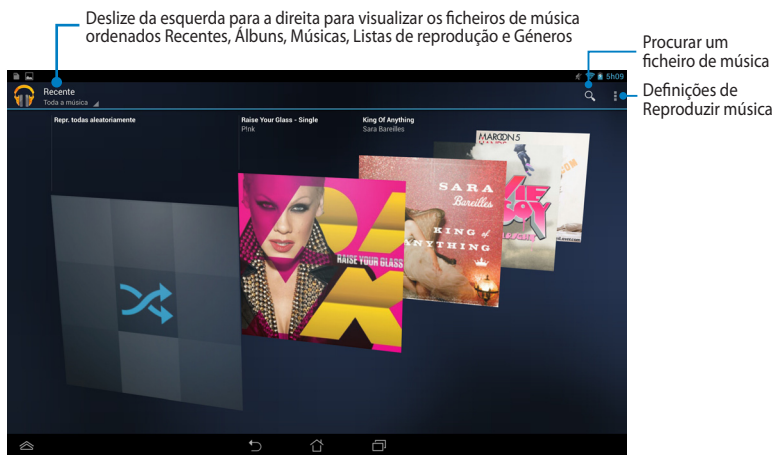 Deslize da esquerda para a direita para visualizar os ficheiros de música
ordenados Recentes, Álbuns, Músicas, Listas de reprodução e Géneros
Procurar um
ficheiro de música
Definições de
Reproduzir música
5h09
Recente
Toda a música
Repr. todas aleatoriamente
Raise Your Glass - Single
P!nk
King Of Anything
Sara Bareilles
MAROON 5
SARA
Bareilles
KING of
ANYTHING
RAISE YOUR GLASS